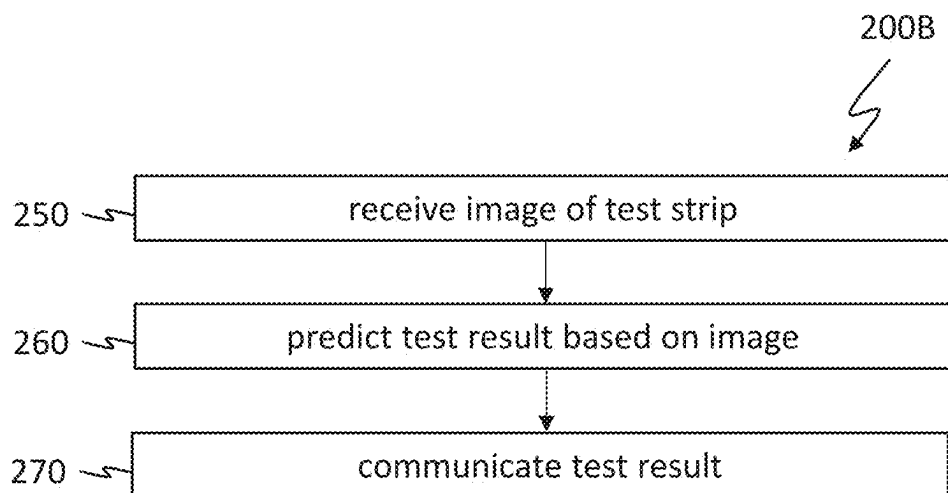 200B
250 receive image of test strip
260 predict test result based on image
270 communicate test result